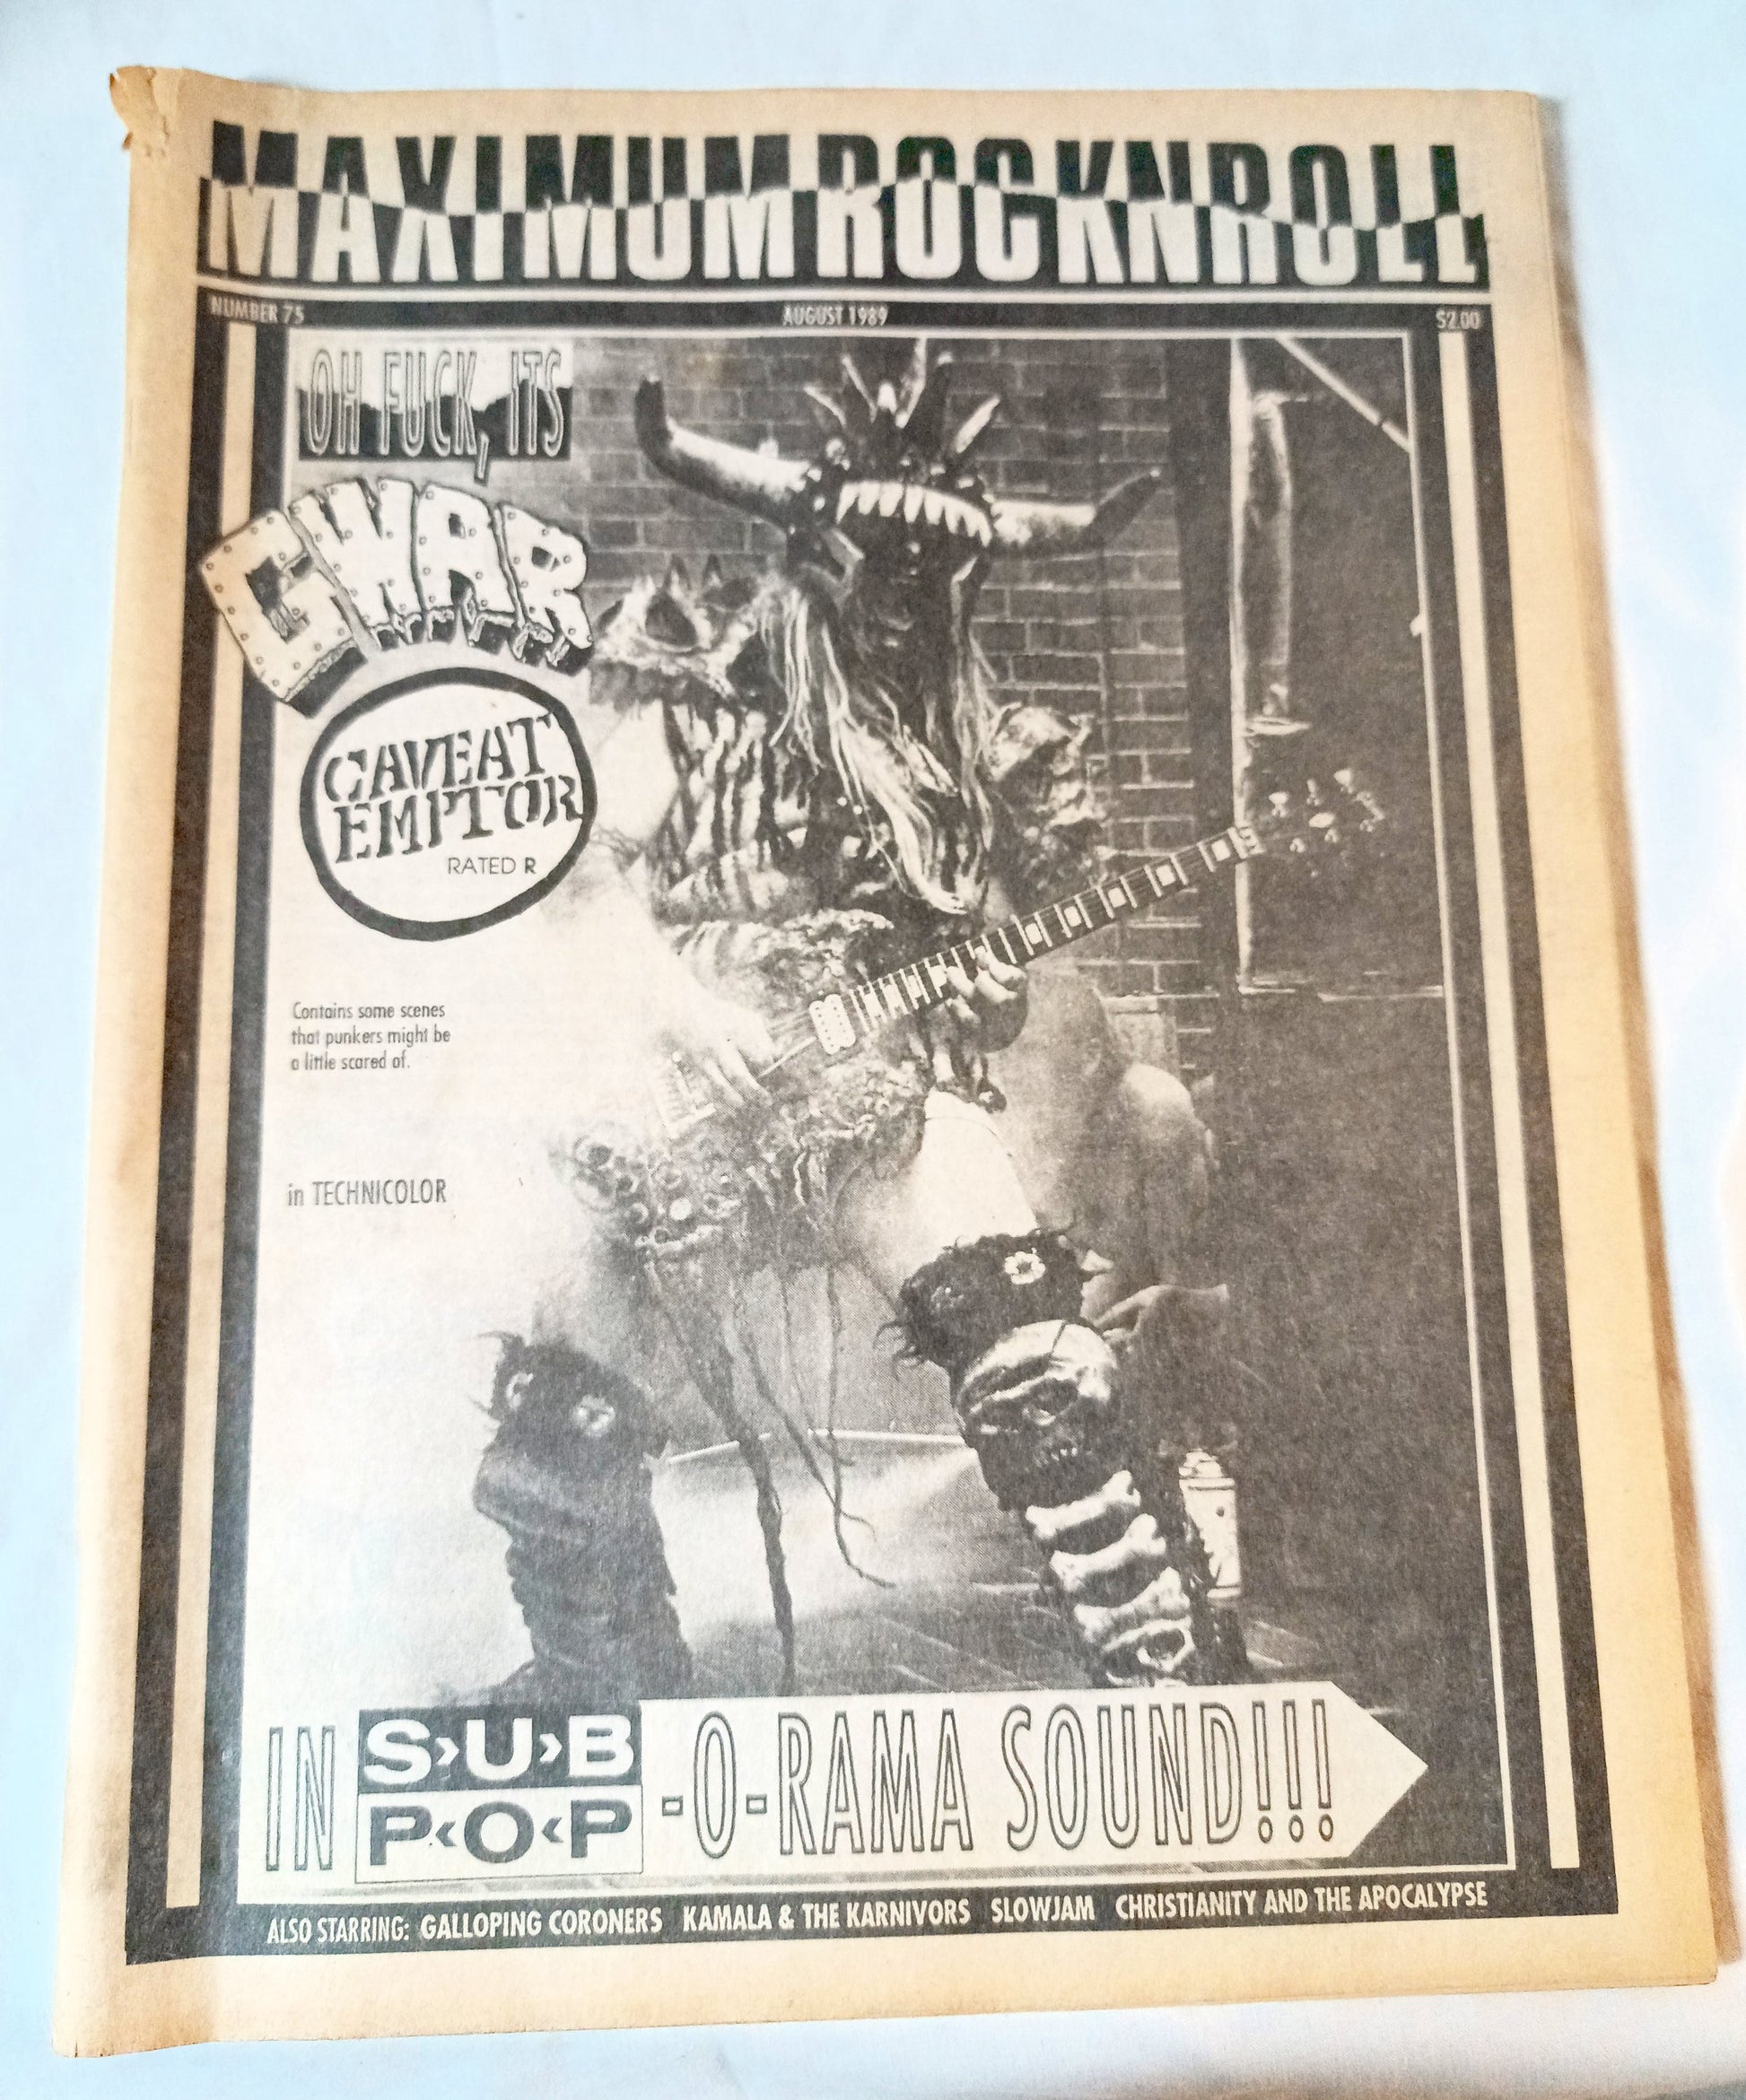 MAXIMUMROCKNROLL
NUMBER 75 AUGUST 1989 $2.00
OH FUCK, ITS
GWAR
CAVEAT
EMPTOR
RATED R
Contains some scenes
that punkers might be
a little scared of.
in TECHNICOLOR
IN SUB POP -O-RAMA SOUND!!!
ALSO STARRING: GALLOPING CORONERS KAMALA & THE KARNIVORS SLOWJAM CHRISTIANITY AND THE APOCALYPSE